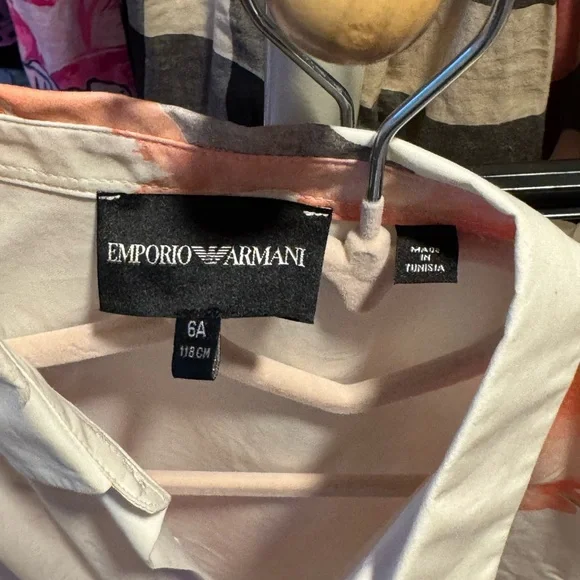 EMPORIO ARMANI
6A
118 CM
MADE
IN
TUNISIA